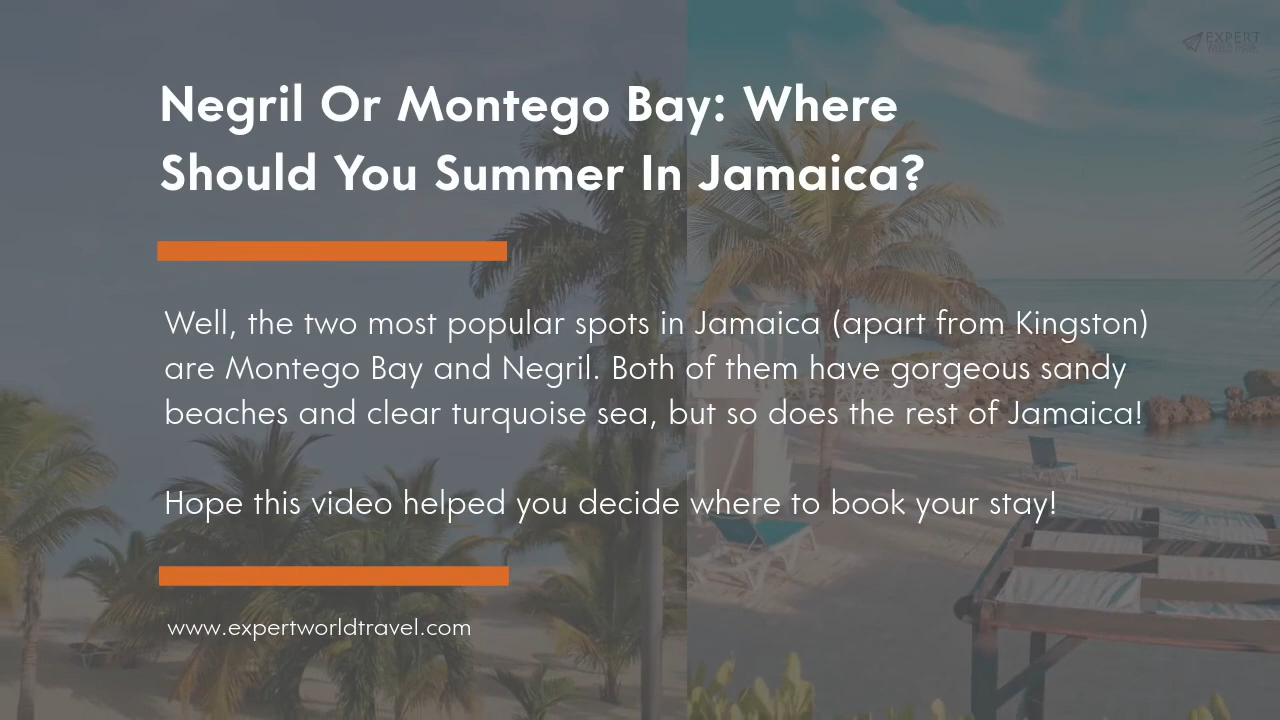 EXPERT
Negril Or Montego Bay: Where
Should You Summer In Jamaica?
Well, the two most popular spots in Jamaica (apart from Kingston)
are Montego Bay and Negril. Both of them have gorgeous sandy
beaches and clear turquoise sea, but so does the rest of Jamaica!
Hope this video helped you decide where to book your stay!
www.expertworldtravel.com